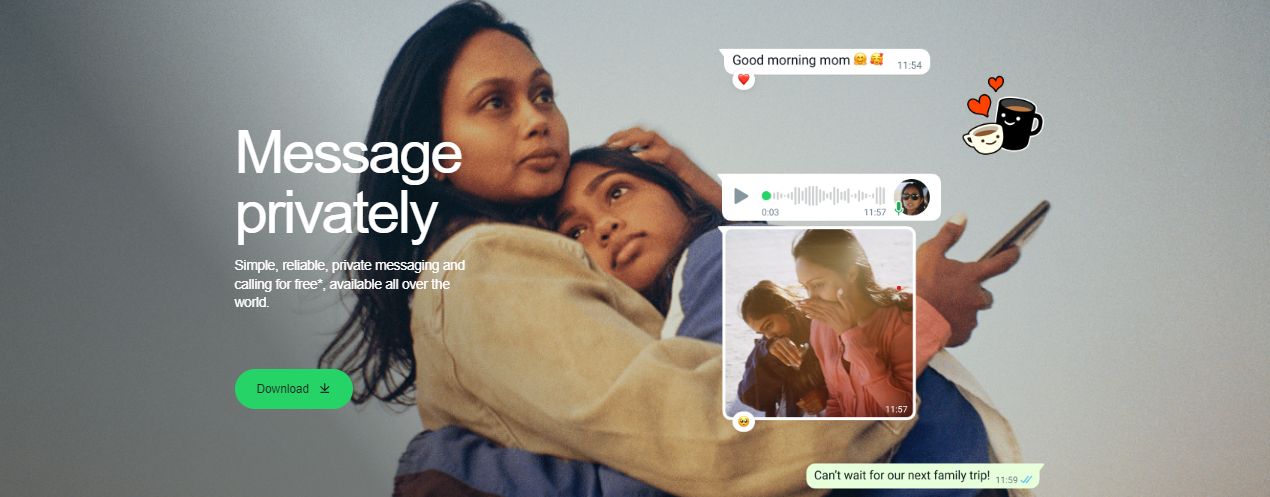 Message
privately
Simple, reliable, private messaging and
calling for free*, available all over the
world.
Download
Good morning mom 🤗 🥰 11:54
0:03 11:57
11:57
Can't wait for our next family trip! 11:59